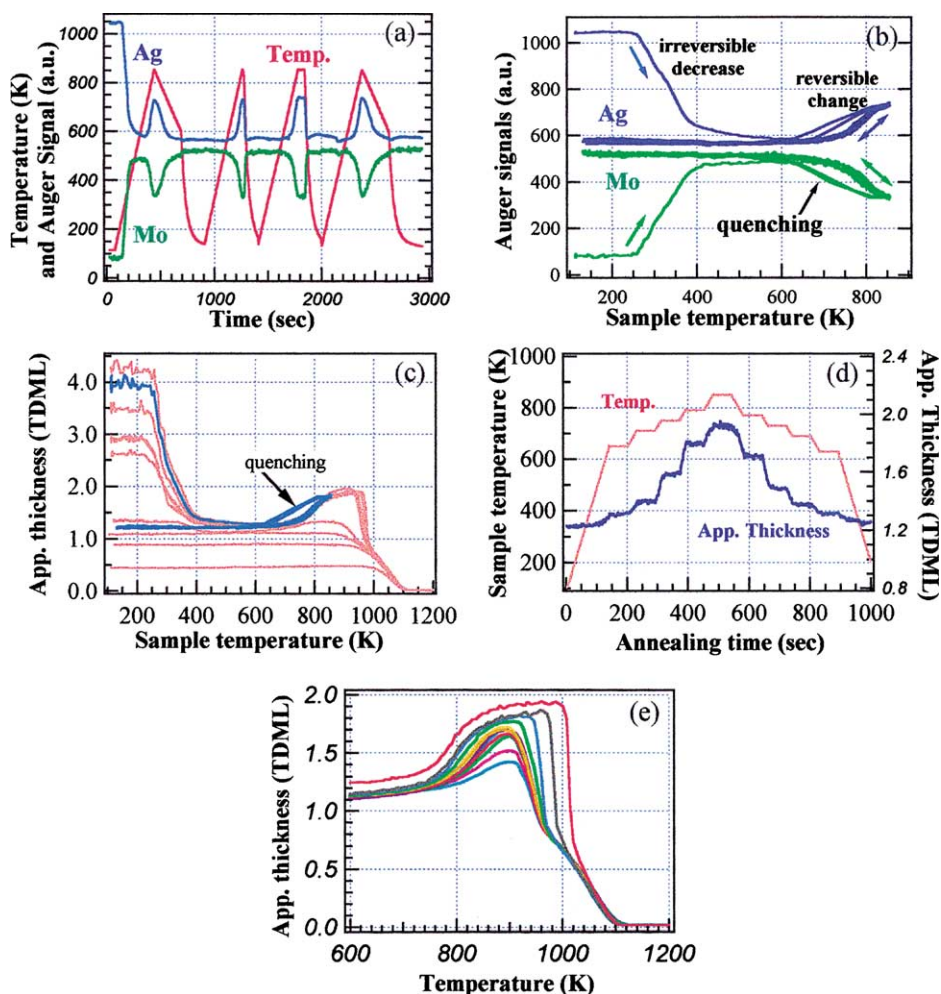 (a)
Ag
Temp.
Mo
Temperature (K)
and Auger Signal (a.u.)
1000
800
600
400
200
0
0
1000
2000
3000
Time (sec)
(b)
irreversible
decrease
reversible
change
Ag
Mo
quenching
Auger signals (a.u.)
1000
800
600
400
200
0
200
400
600
800
Sample temperature (K)
(c)
quenching
App. thickness (TDML)
4.0
3.0
2.0
1.0
0.0
200
400
600
800
1000
1200
Sample temperature (K)
(d)
Temp.
App. Thickness
Sample temperature (K)
1000
800
600
400
200
2.4
2.0
1.6
1.2
0.8
App. Thickness
(TDML)
0
200
400
600
800
1000
Annealing time (sec)
(e)
App. thickness (TDML)
2.0
1.5
1.0
0.5
0.0
600
800
1000
1200
Temperature (K)